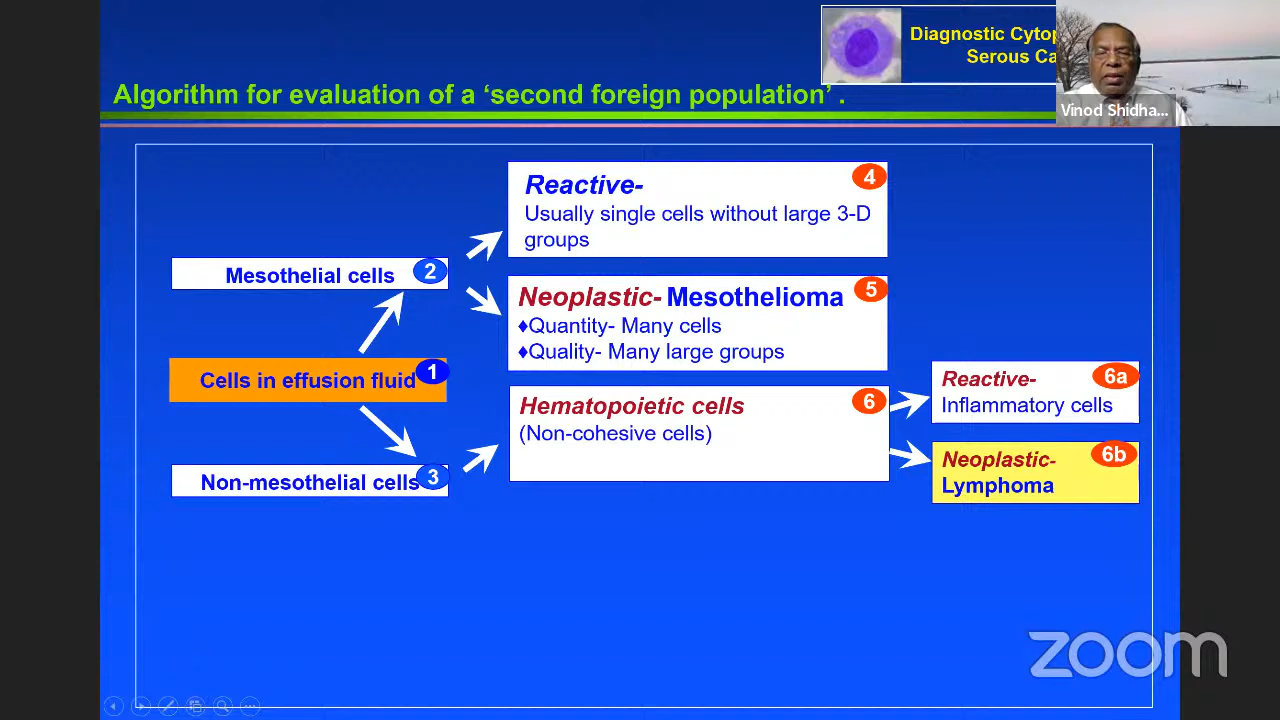 Diagnostic Cytop
Serous Ca
Vinod Shidha...
Algorithm for evaluation of a ‘second foreign population’ .
Reactive-
4
Usually single cells without large 3-D
groups
Mesothelial cells
2
Neoplastic- Mesothelioma
5
♦Quantity- Many cells
♦Quality- Many large groups
Cells in effusion fluid
1
Hematopoietic cells
6
(Non-cohesive cells)
Reactive-
6a
Inflammatory cells
Neoplastic-
6b
Lymphoma
Non-mesothelial cells
3
zoom